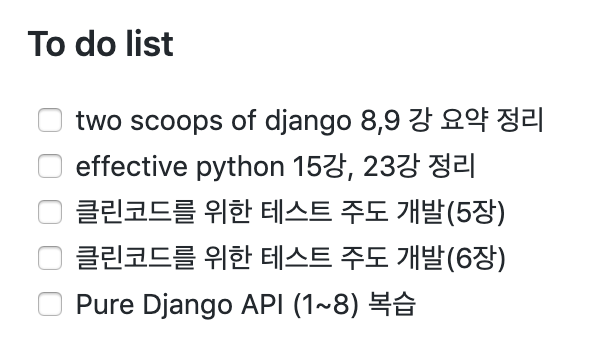 To do list
two scoops of django 8,9 강 요약 정리
effective python 15강, 23강 정리
클린코드를 위한 테스트 주도 개발(5장)
클린코드를 위한 테스트 주도 개발(6장)
Pure Django API (1~8) 복습